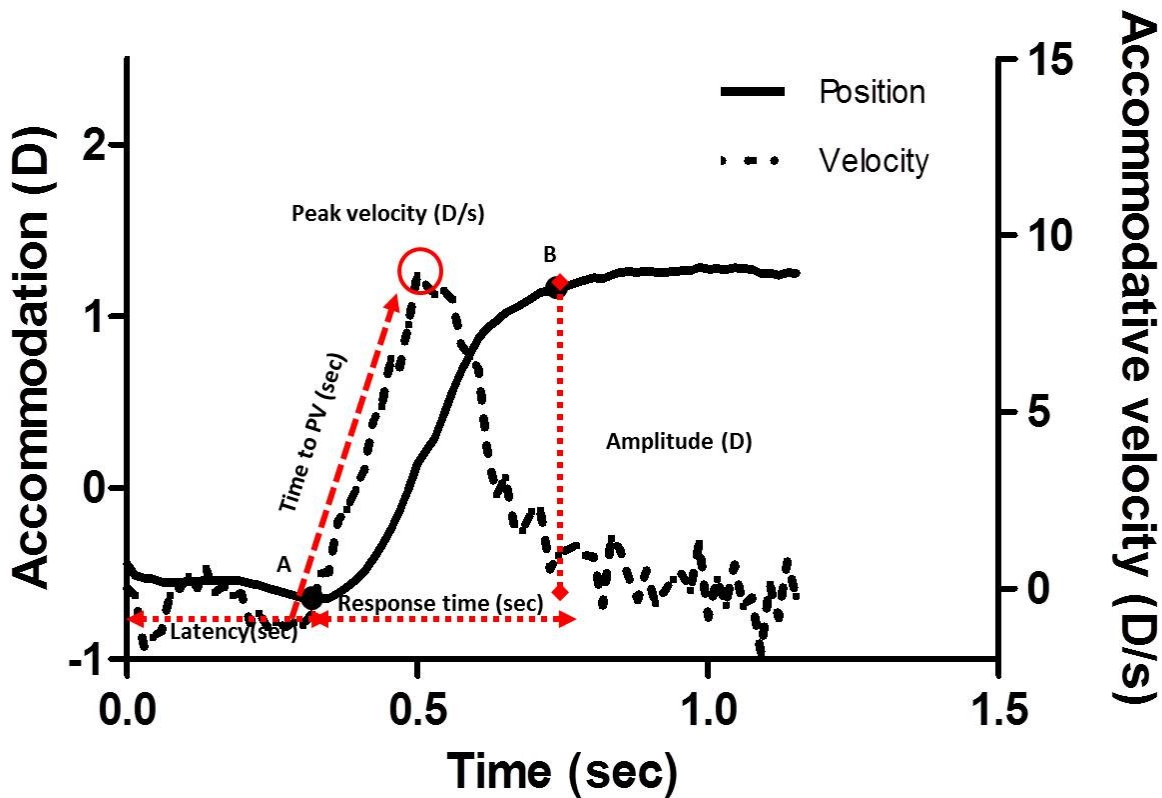 Accommodation (D)
2
1
0
-1
Position
Velocity
Peak velocity (D/s)
B
Time to PV (sec)
Amplitude (D)
A
Response time (sec)
Latency(sec)
15
10
5
0
Accommodative velocity (D/s)
0.0 0.5 1.0 1.5
Time (sec)